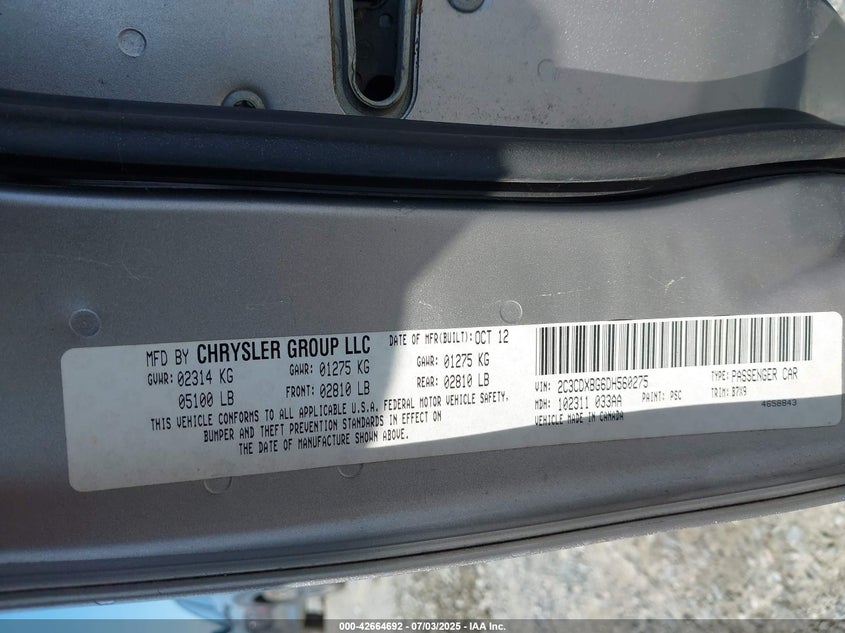 MFD BY CHRYSLER GROUP LLC DATE OF MFR(BUILT): OCT 12
GVWR: 02314 KG GAWR: 01275 KG GAWR: 01275 KG
05100 LB FRONT: 02810 LB REAR: 02810 LB
THIS VEHICLE CONFORMS TO ALL APPLICABLE U.S.A. FEDERAL MOTOR VEHICLE SAFETY,
BUMPER AND THEFT PREVENTION STANDARDS IN EFFECT ON
THE DATE OF MANUFACTURE SHOWN ABOVE.
VIN: 2C3CDXBG6DH560275 TYPE: PASSENGER CAR
MDH: 102311 033AA PAINT: PSC TRIM: B7X9
VEHICLE MADE IN CANADA 4658843
000-42664692 | 07/03/2025 | IAA Inc.